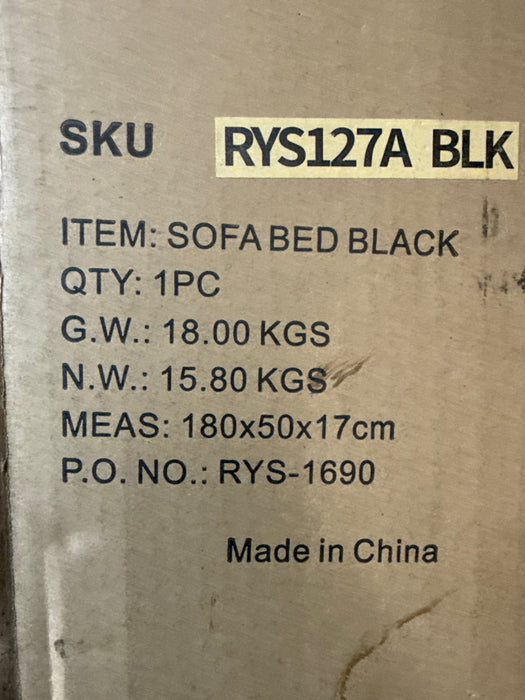 SKU RYS127A BLK
ITEM: SOFA BED BLACK
QTY: 1PC
G.W.: 18.00 KGS
N.W.: 15.80 KGS
MEAS: 180x50x17cm
P.O. NO.: RYS-1690
Made in China